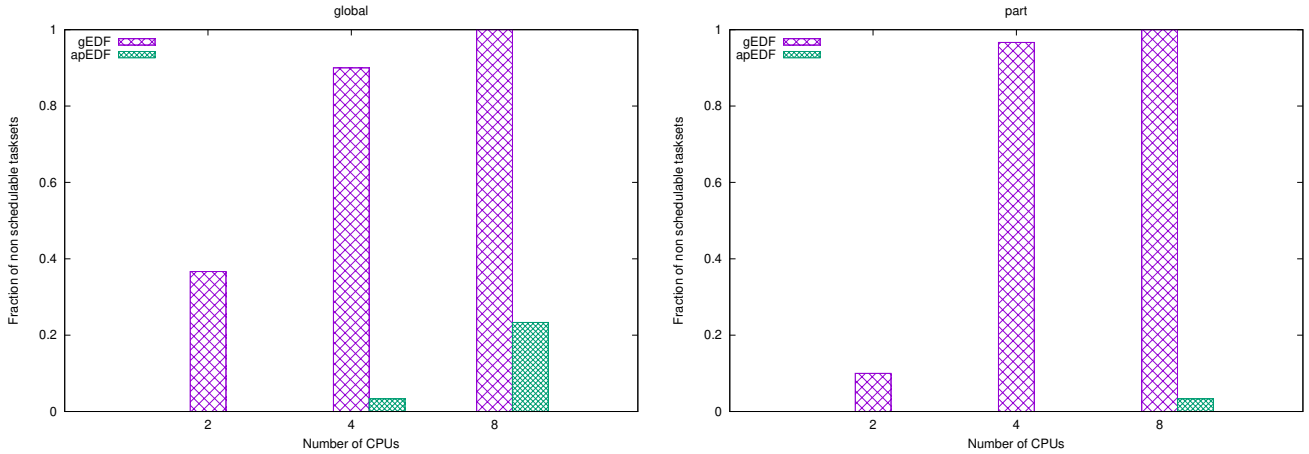 global
gEDF
apEDF
1
0.8
0.6
0.4
0.2
0
Fraction of non schedulable tasksets
2 4 8
Number of CPUs
part
gEDF
apEDF
1
0.8
0.6
0.4
0.2
0
Fraction of non schedulable tasksets
2 4 8
Number of CPUs